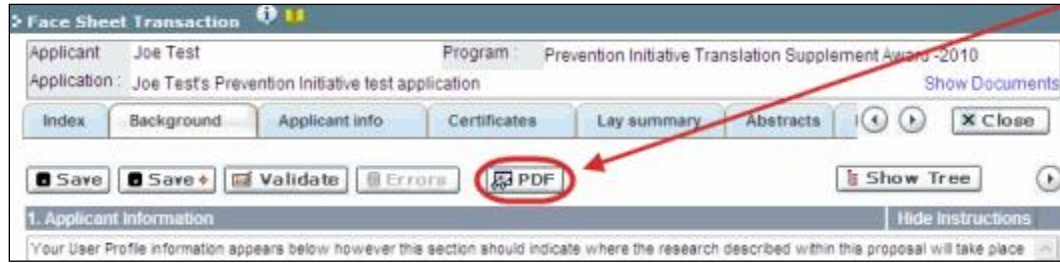 Face Sheet Transaction
Applicant Joe Test Program : Prevention Initiative Translation Supplement Award -2010
Application : Joe Test's Prevention Initiative test application Show Documents
Index Background Applicant info Certificates Lay summary Abstracts X Close
Save Save+ Validate Errors PDF Show Tree
1. Applicant Information Hide Instructions
Your User Profile information appears below however this section should indicate where the research described within this proposal will take place